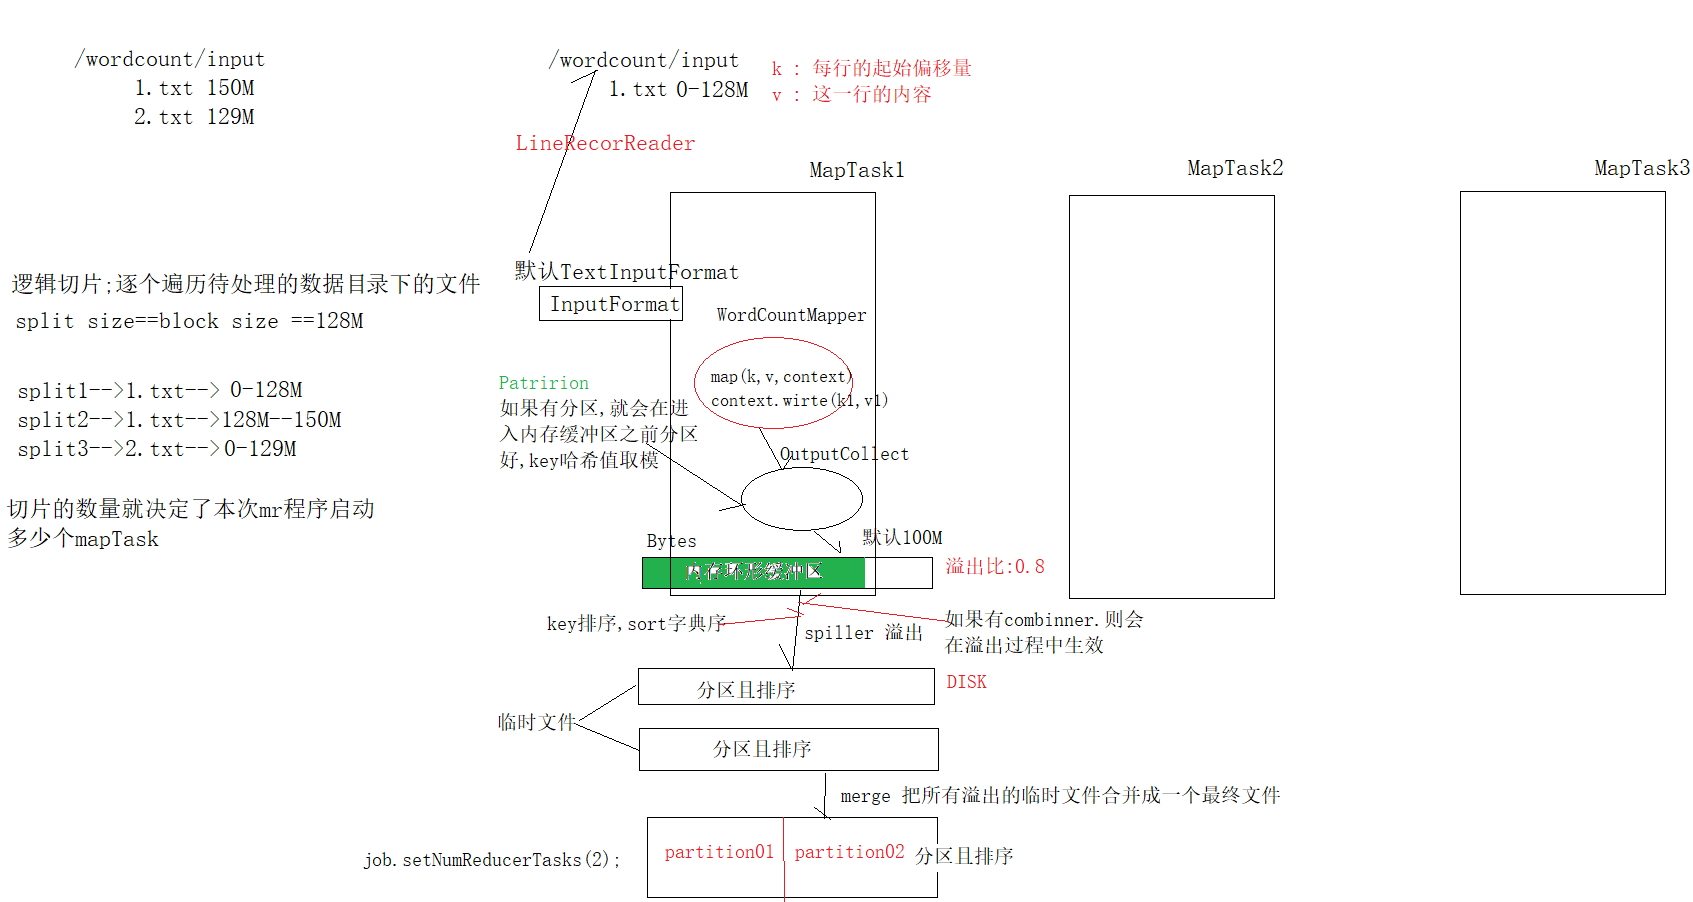 /wordcount/input
1.txt 150M
2.txt 129M
/wordcount/input
1.txt 0-128M
k : 每行的起始偏移量
v : 这一行的内容
LineRecorReader
MapTask1
MapTask2
MapTask3
逻辑切片;逐个遍历待处理的数据目录下的文件
split size==block size ==128M
split1-->1.txt--> 0-128M
split2-->1.txt-->128M--150M
split3-->2.txt-->0-129M
切片的数量就决定了本次mr程序启动
多少个mapTask
默认TextInputFormat
InputFormat
WordCountMapper
map(k,v,context)
context.wirte(k1,v1)
Patririon
如果有分区,就会在进
入内存缓冲区之前分区
好,key哈希值取模
OutputCollect
默认100M
Bytes
内存环形缓冲区
溢出比:0.8
key排序,sort字典序
spiller 溢出
如果有combinner.则会
在溢出过程中生效
分区且排序
DISK
临时文件
分区且排序
merge 把所有溢出的临时文件合并成一个最终文件
job.setNumReducerTasks(2);
partition01
partition02
分区且排序